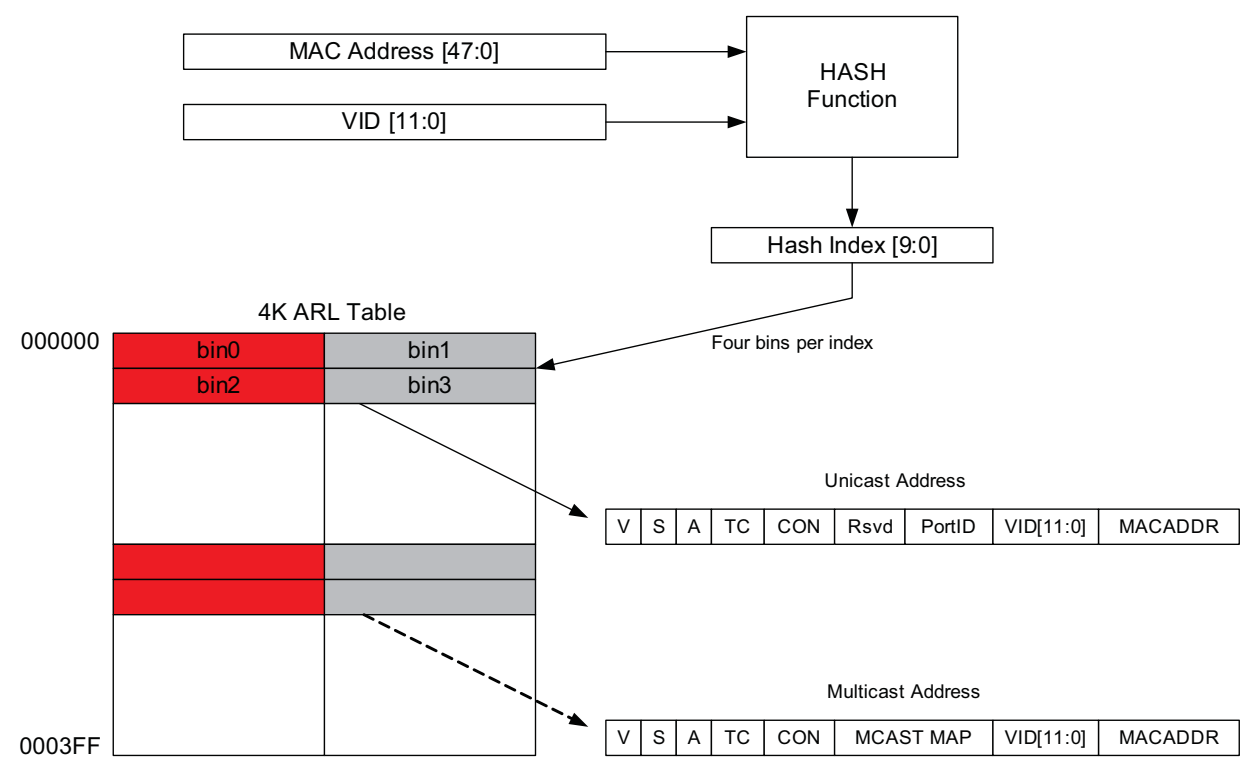 MAC Address [47:0]
HASH
Function
VID [11:0]
Hash Index [9:0]
4K ARL Table
000000
bin0 bin1
Four bins per index
bin2 bin3
Unicast Address
V S A TC CON Rsvd PortID VID[11:0] MACADDR
Multicast Address
0003FF
V S A TC CON MCAST MAP VID[11:0] MACADDR